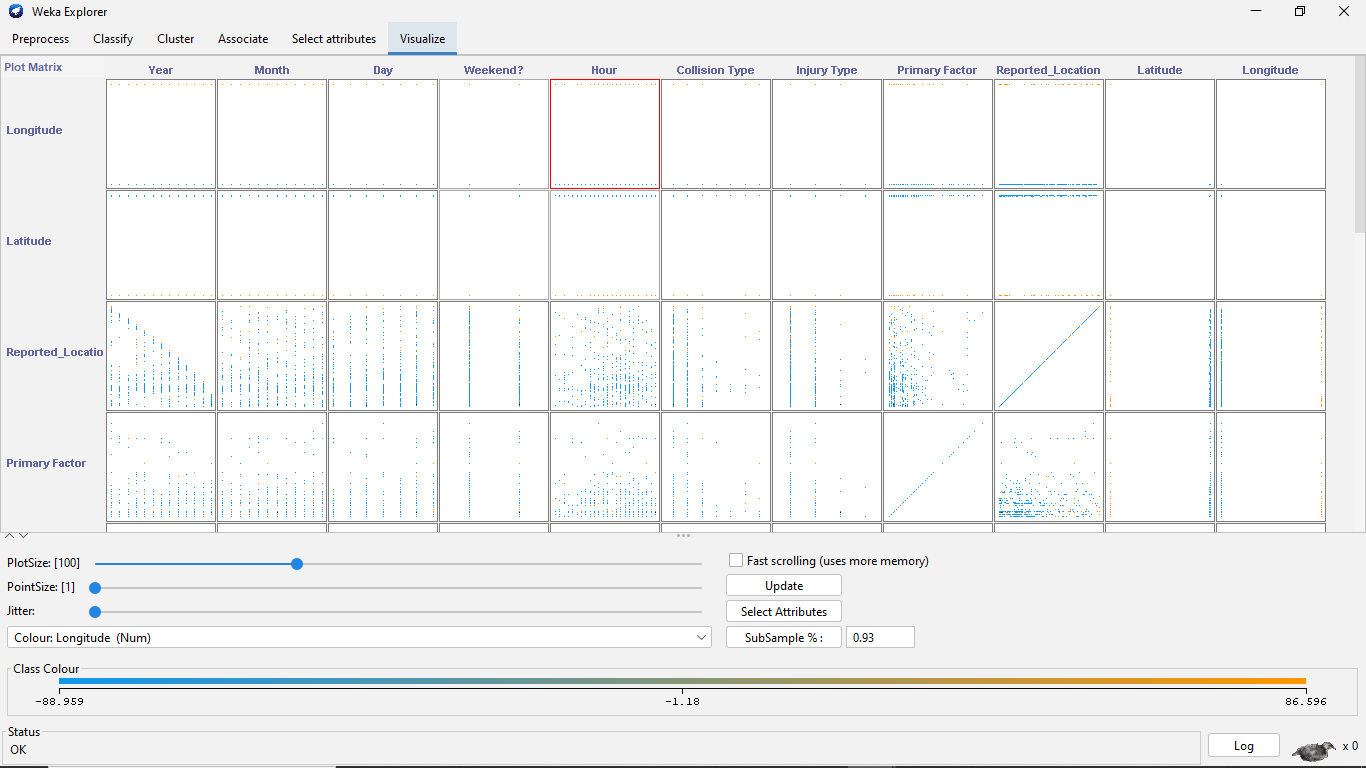 Weka Explorer
Preprocess Classify Cluster Associate Select attributes Visualize
Plot Matrix Year Month Day Weekend? Hour Collision Type Injury Type Primary Factor Reported_Location Latitude Longitude
Longitude
Latitude
Reported_Locatio
Primary Factor
PlotSize: [100]
Fast scrolling (uses more memory)
PointSize: [1]
Update
Jitter:
Select Attributes
Colour: Longitude (Num)
SubSample % : 0.93
Class Colour
-88.959 -1.18 86.596
Status
OK
Log x 0